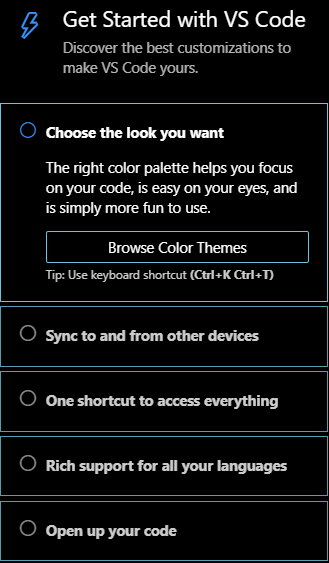 Get Started with VS Code
Discover the best customizations to
make VS Code yours.
Choose the look you want
The right color palette helps you focus
on your code, is easy on your eyes, and
is simply more fun to use.
Browse Color Themes
Tip: Use keyboard shortcut (Ctrl+K Ctrl+T)
Sync to and from other devices
One shortcut to access everything
Rich support for all your languages
Open up your code